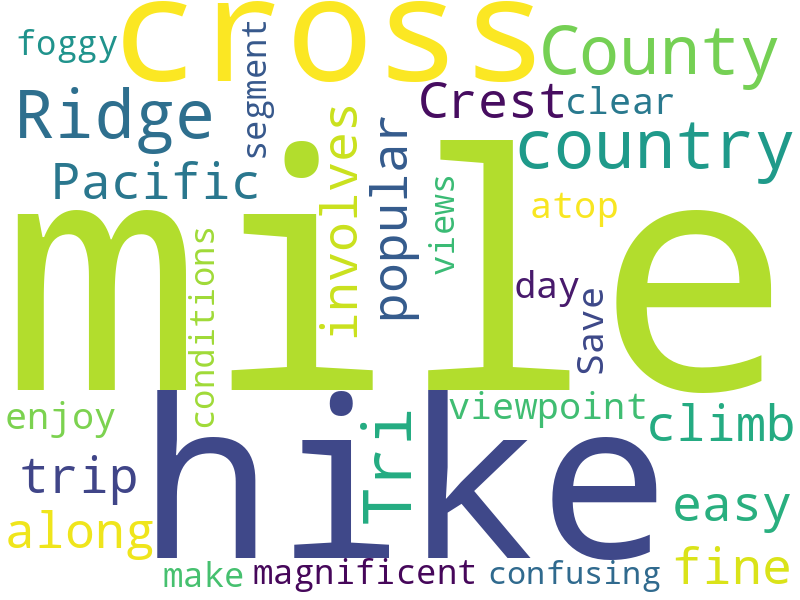 foggy
cross
County
segment
Ridge
Crest
clear
country
involves
popular
Pacific
views
atop
mile
conditions
day
Save
enjoy
hike
viewpoint
climb
Tri
trip
easy
along
fine
make
magnificent
confusing